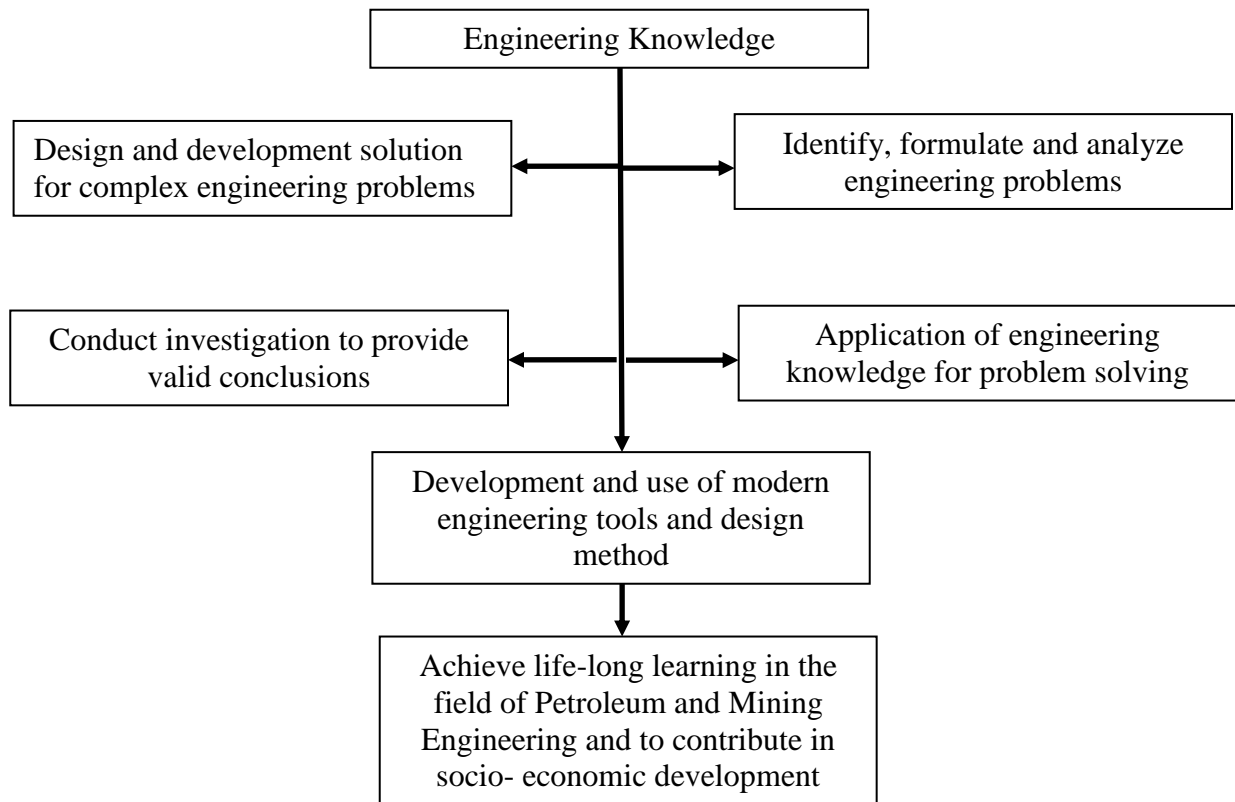 Engineering Knowledge
Design and development solution
for complex engineering problems
Identify, formulate and analyze
engineering problems
Conduct investigation to provide
valid conclusions
Application of engineering
knowledge for problem solving
Development and use of modern
engineering tools and design
method
Achieve life-long learning in the
field of Petroleum and Mining
Engineering and to contribute in
socio- economic development